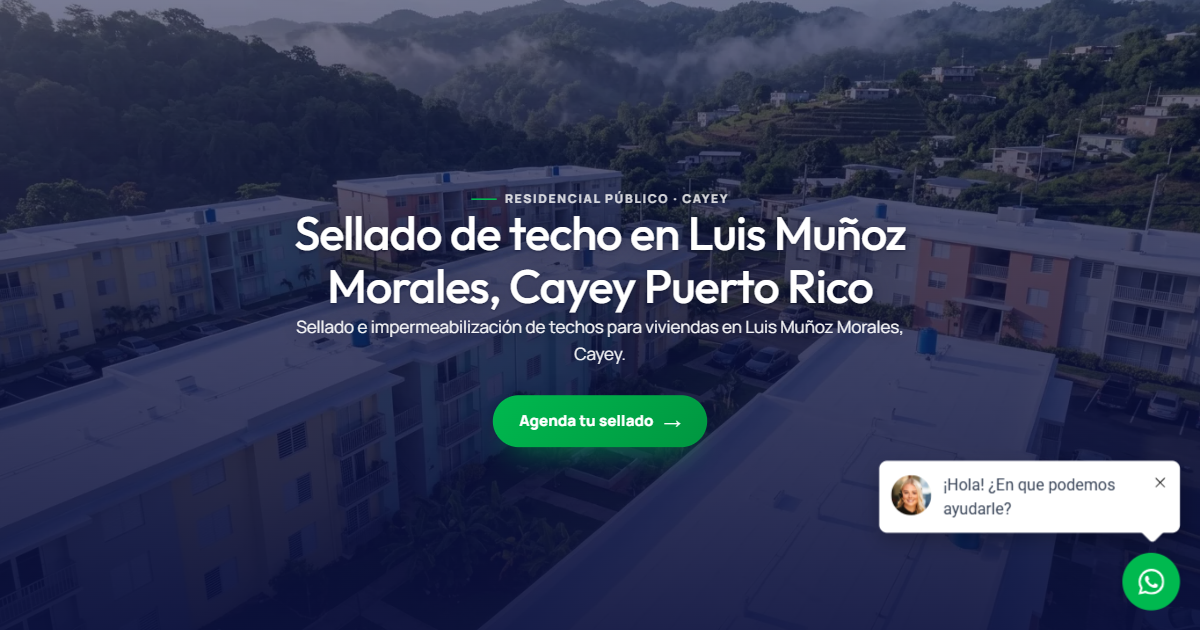 RESIDENCIAL PÚBLICO · CAYEY
Sellado de techo en Luis Muñoz
Morales, Cayey Puerto Rico
Sellado e impermeabilización de techos para viviendas en Luis Muñoz Morales,
Cayey.
Agenda tu sellado →
¡Hola! ¿En que podemos
ayudarle?